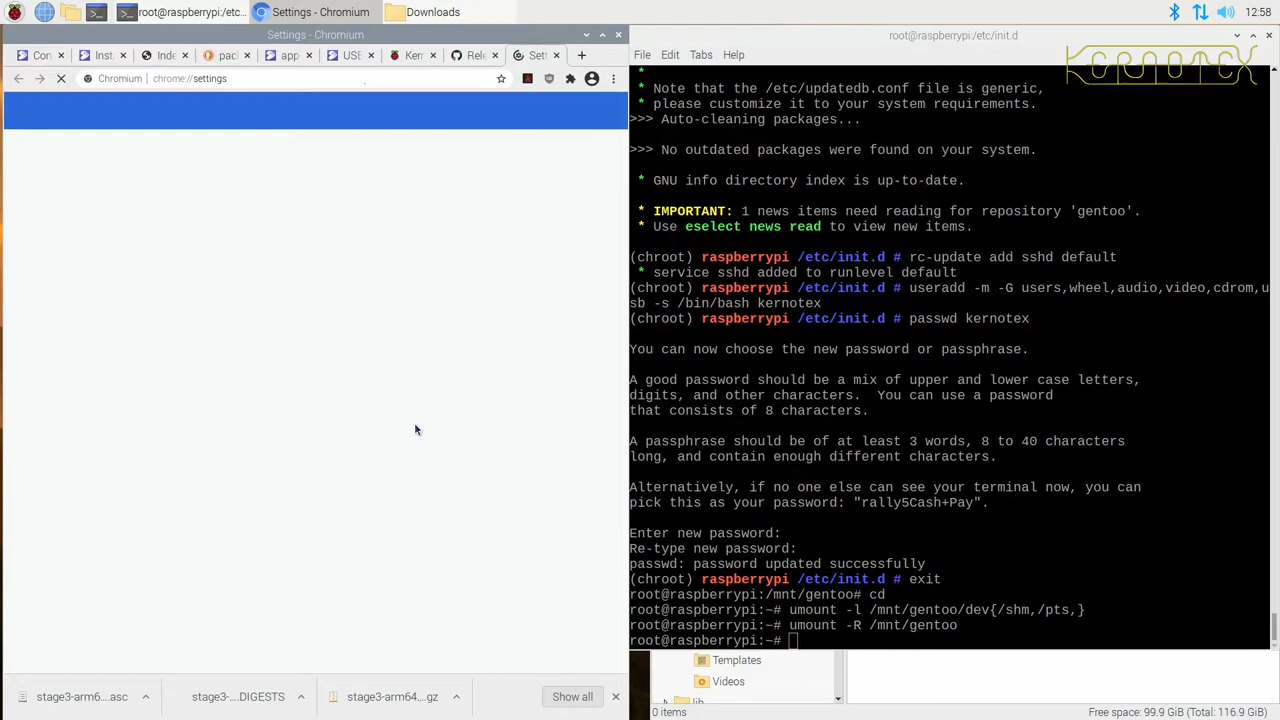 root@raspberrypi:/etc...
Settings - Chromium
Downloads
12:58
Settings - Chromium
Con
Inst
Inde
pac
app
USE
Kern
Rele
Sett
Chromium | chrome://settings
root@raspberrypi:/etc/init.d
File Edit Tabs Help
KERNOTEX
*
* Note that the /etc/updatedb.conf file is generic,
* please customize it to your system requirements.
>>> Auto-cleaning packages...
>>> No outdated packages were found on your system.
* GNU info directory index is up-to-date.
* IMPORTANT: 1 news items need reading for repository 'gentoo'.
* Use eselect news read to view new items.
(chroot) raspberrypi /etc/init.d # rc-update add sshd default
* service sshd added to runlevel default
(chroot) raspberrypi /etc/init.d # useradd -m -G users,wheel,audio,video,cdrom,u
sb -s /bin/bash kernotex
(chroot) raspberrypi /etc/init.d # passwd kernotex
You can now choose the new password or passphrase.
A good password should be a mix of upper and lower case letters,
digits, and other characters.  You can use a password
that consists of 8 characters.
A passphrase should be of at least 3 words, 8 to 40 characters
long, and contain enough different characters.
Alternatively, if no one else can see your terminal now, you can
pick this as your password: "rally5Cash+Pay".
Enter new password:
Re-type new password:
passwd: password updated successfully
(chroot) raspberrypi /etc/init.d # exit
root@raspberrypi:/mnt/gentoo# cd
root@raspberrypi:~# umount -l /mnt/gentoo/dev{/shm,/pts,}
root@raspberrypi:~# umount -R /mnt/gentoo
root@raspberrypi:~#
Templates
Videos
lib
0 items
Free space: 99.9 GiB (Total: 116.9 GiB)
stage3-arm6....asc
stage3-....DIGESTS
stage3-arm64....gz
Show all